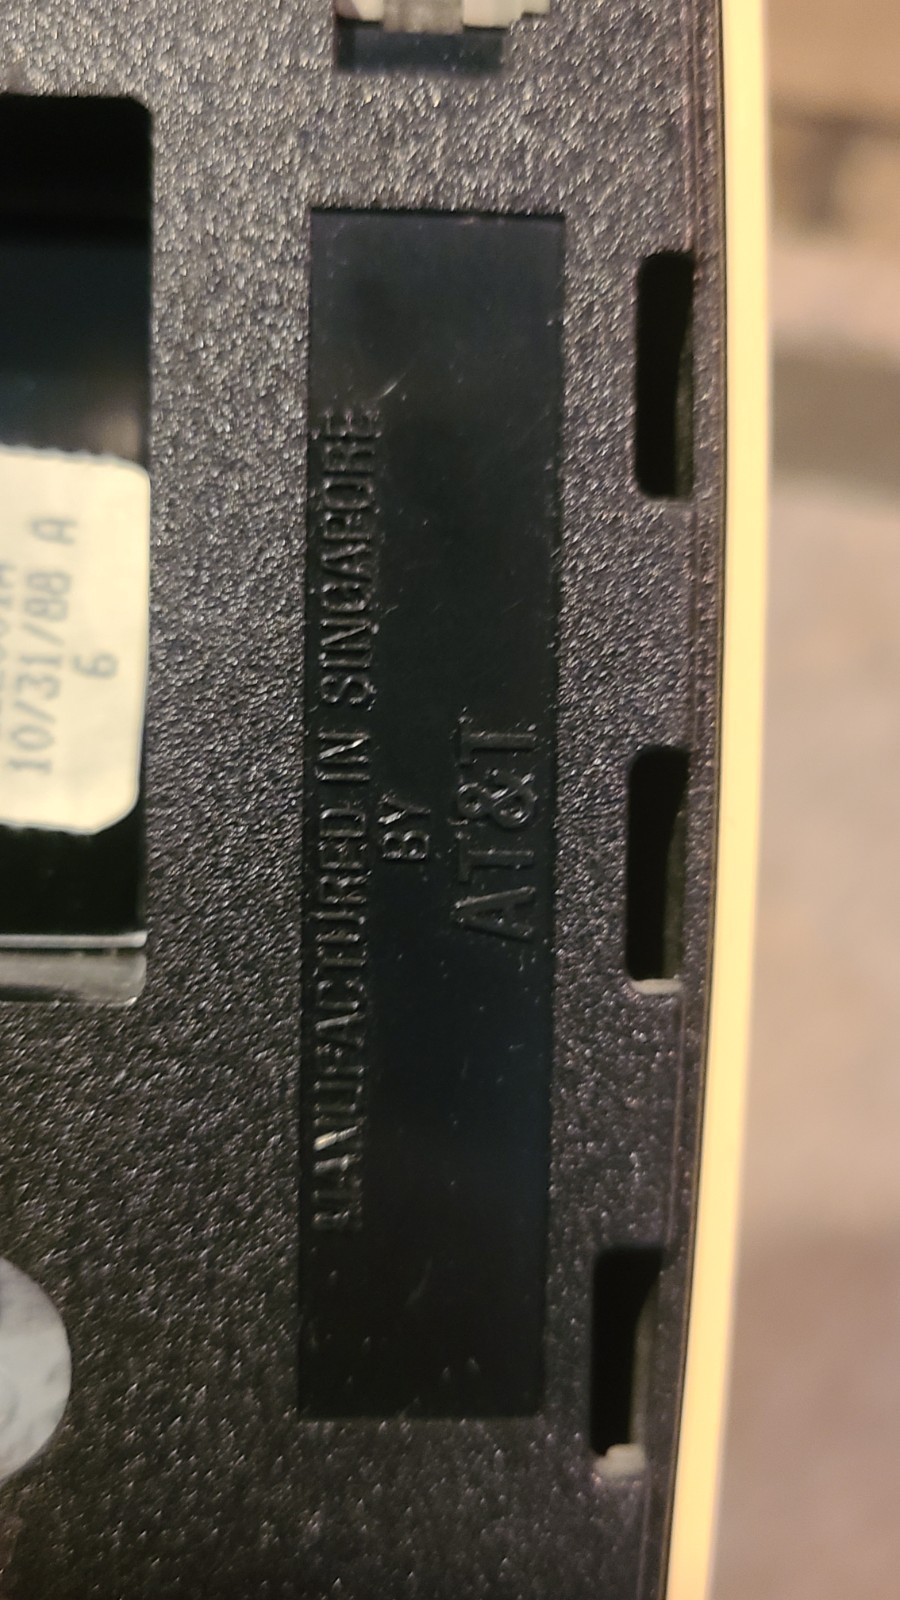 10/31/88 A
6
MANUFACTURED IN SINGAPORE
BY
AT&T